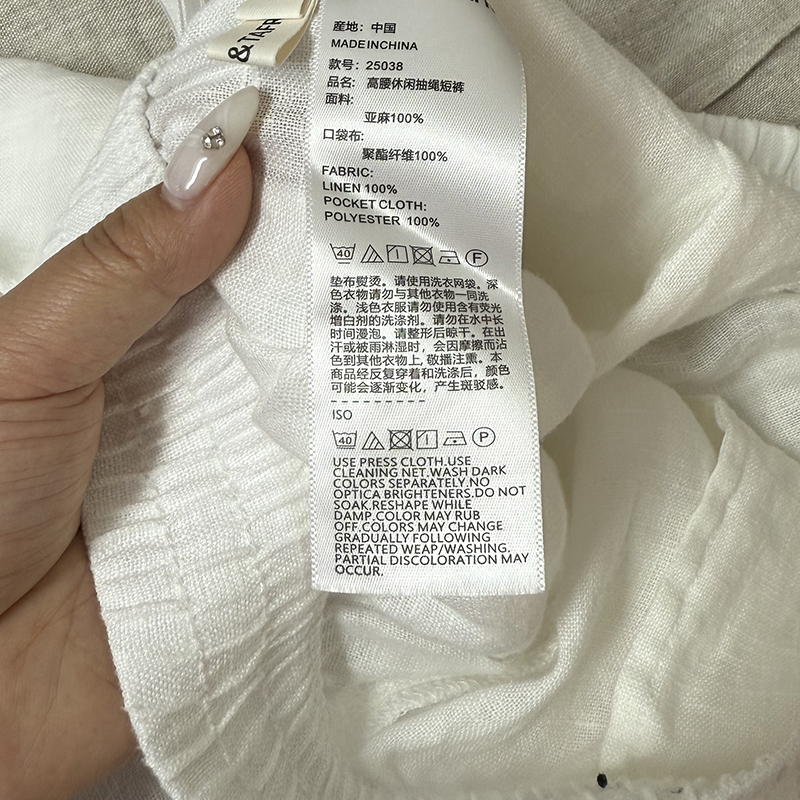 & TAFR
産地：中国
MADE IN CHINA
款号：25038
品名：高腰休闲抽绳短裤
面料：
亚麻100%
口袋布：
聚酯纤维100%
FABRIC:
LINEN 100%
POCKET CLOTH:
POLYESTER 100%
40 F
垫布熨烫。请使用洗衣网袋。深
色衣物请勿与其他衣物一同洗
涤。浅色衣服请勿使用含有荧光
增白剂的洗涤剂。请勿在水中长
时间漫泡。请整形后晾干。在出
汗或被雨淋湿时，会因摩擦而沾
色到其他衣物上, 敬播注熏。本
商品经反复穿着和洗涤后，颜色
可能会逐渐变化，产生斑驳感。
ISO
40 P
USE PRESS CLOTH.USE
CLEANING NET.WASH DARK
COLORS SEPARATELY.NO
OPTICA BRIGHTENERS.DO NOT
SOAK.RESHAPE WHILE
DAMP.COLOR MAY RUB
OFF.COLORS MAY CHANGE
GRADUALLY FOLLOWING
REPEATED WEAP/WASHING.
PARTIAL DISCOLORATION MAY
OCCUR.